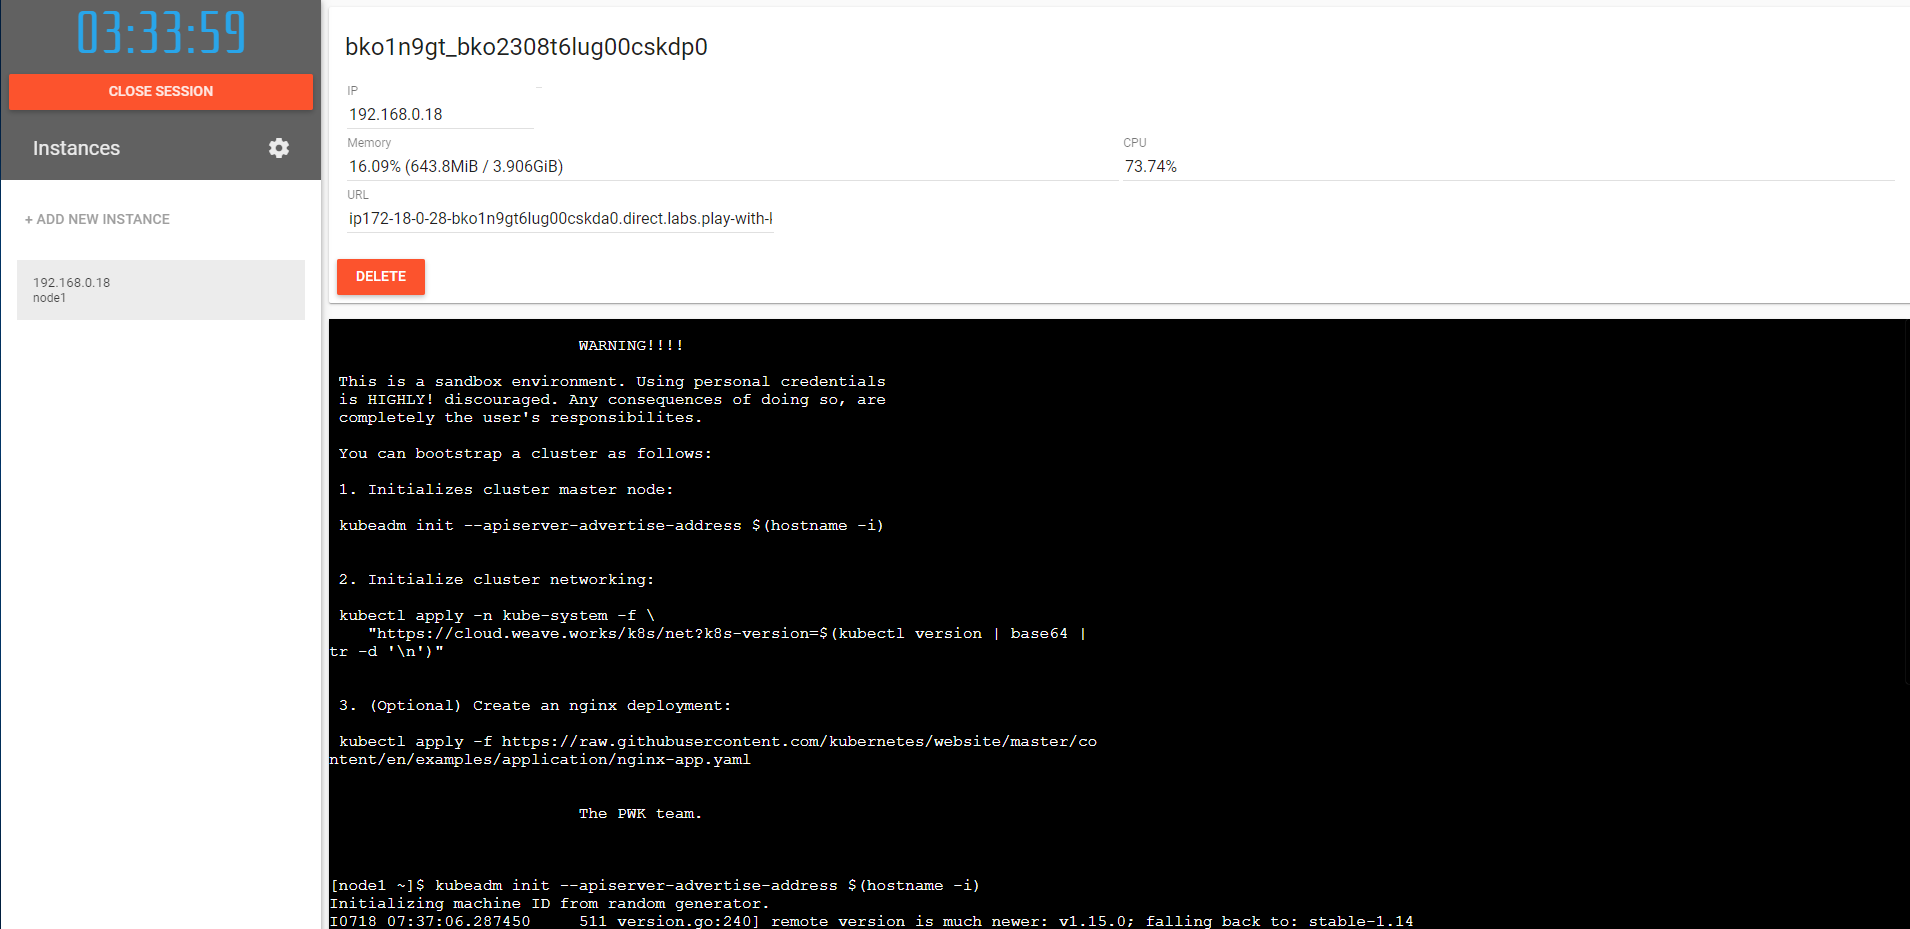 03:33:59
CLOSE SESSION
Instances
+ ADD NEW INSTANCE
192.168.0.18
node1
bko1n9gt_bko2308t6lug00cskdp0
IP
192.168.0.18
Memory
16.09% (643.8MiB / 3.906GiB)
CPU
73.74%
URL
ip172-18-0-28-bko1n9gt6lug00cskda0.direct.labs.play-with-
DELETE
WARNING!!!!
This is a sandbox environment. Using personal credentials
is HIGHLY! discouraged. Any consequences of doing so, are
completely the user's responsibilites.
You can bootstrap a cluster as follows:
1. Initializes cluster master node:
kubeadm init --apiserver-advertise-address $(hostname -i)
2. Initialize cluster networking:
kubectl apply -n kube-system -f \
"https://cloud.weave.works/k8s/net?k8s-version=$(kubectl version | base64 |
tr -d '\n')"
3. (Optional) Create an nginx deployment:
kubectl apply -f https://raw.githubusercontent.com/kubernetes/website/master/co
ntent/en/examples/application/nginx-app.yaml
The PWK team.
[node1 ~]$ kubeadm init --apiserver-advertise-address $(hostname -i)
Initializing machine ID from random generator.
I0718 07:37:06.287450     511 version.go:240] remote version is much newer: v1.15.0; falling back to: stable-1.14